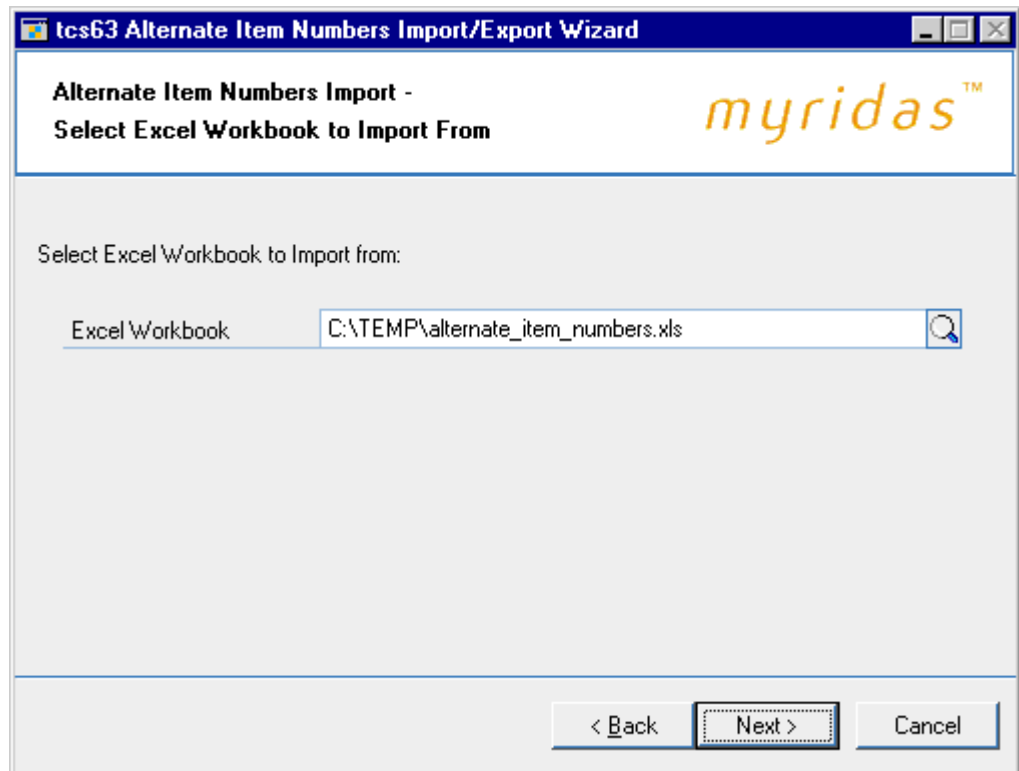 tcs63 Alternate Item Numbers Import/Export Wizard
Alternate Item Numbers Import -
Select Excel Workbook to Import From
myridas™
Select Excel Workbook to Import from:
Excel Workbook C:\TEMP\alternate_item_numbers.xls
< Back Next > Cancel